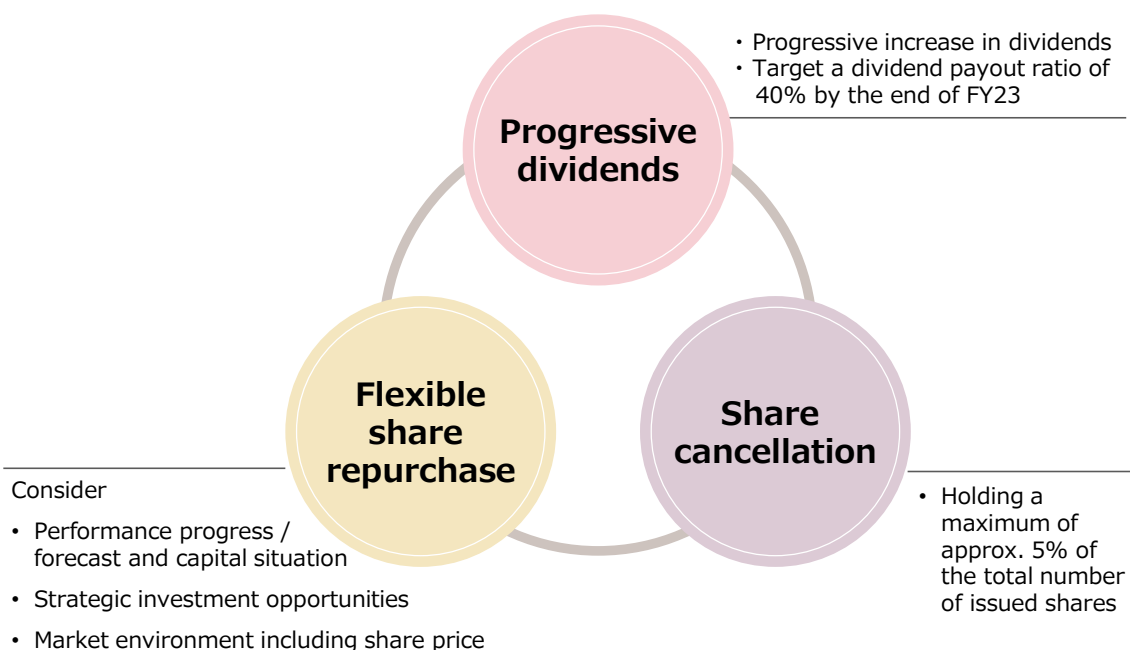 Progressive
dividends
・Progressive increase in dividends
・Target a dividend payout ratio of
40% by the end of FY23
Flexible
share
repurchase
Consider
• Performance progress /
forecast and capital situation
• Strategic investment opportunities
• Market environment including share price
Share
cancellation
• Holding a
maximum of
approx. 5% of
the total number
of issued shares